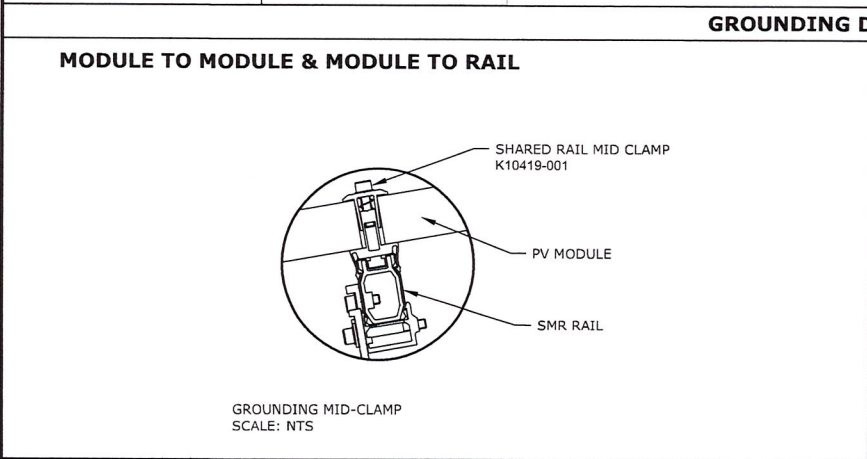 GROUNDING D
MODULE TO MODULE & MODULE TO RAIL
SHARED RAIL MID CLAMP
K10419-001
PV MODULE
SMR RAIL
GROUNDING MID-CLAMP
SCALE: NTS